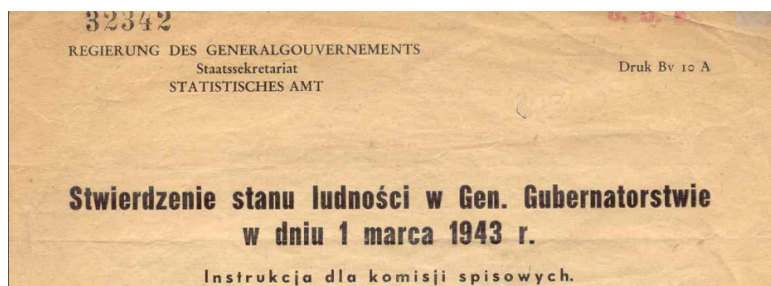 32342
REGIERUNG DES GENERALGOUVERNEMENTS
Staatssekretariat
STATISTISCHES AMT
Druk Bv 10 A
Stwierdzenie stanu ludności w Gen. Gubernatorstwie
w dniu 1 marca 1943 r.
Instrukcja dla komisji spisowych.